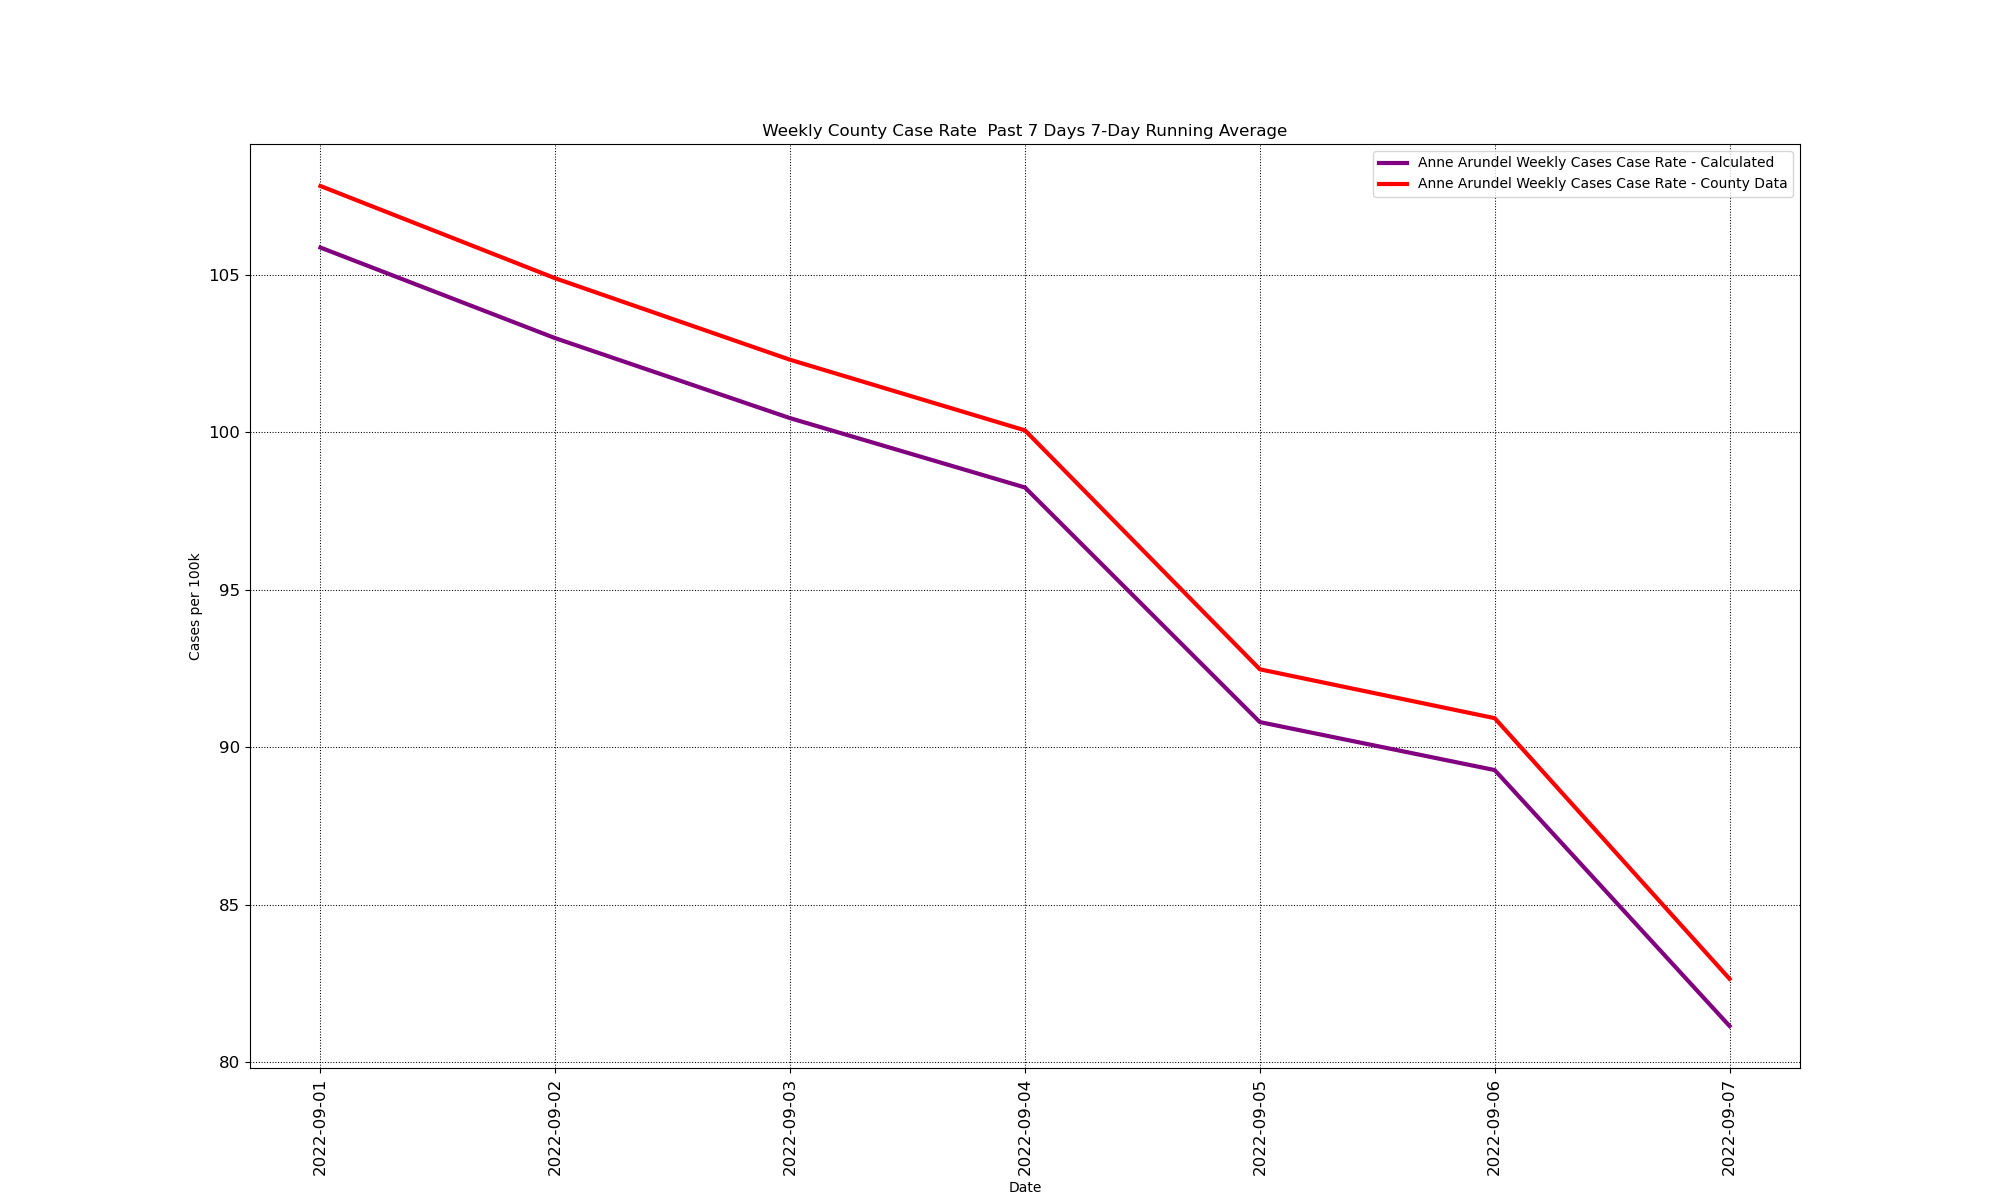 Weekly County Case Rate  Past 7 Days 7-Day Running Average
Anne Arundel Weekly Cases Case Rate - Calculated
Anne Arundel Weekly Cases Case Rate - County Data
Cases per 100k
105
100
95
90
85
80
2022-09-01
2022-09-02
2022-09-03
2022-09-04
2022-09-05
2022-09-06
2022-09-07
Date